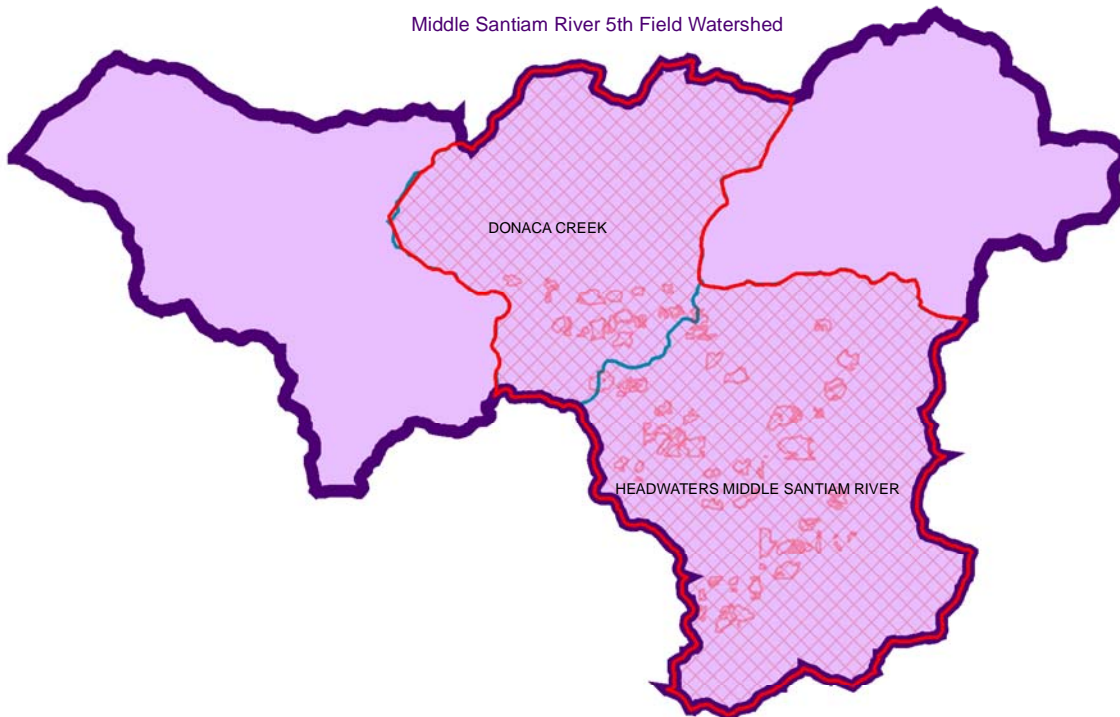 Middle Santiam River 5th Field Watershed
DONACA CREEK
HEADWATERS MIDDLE SANTIAM RIVER